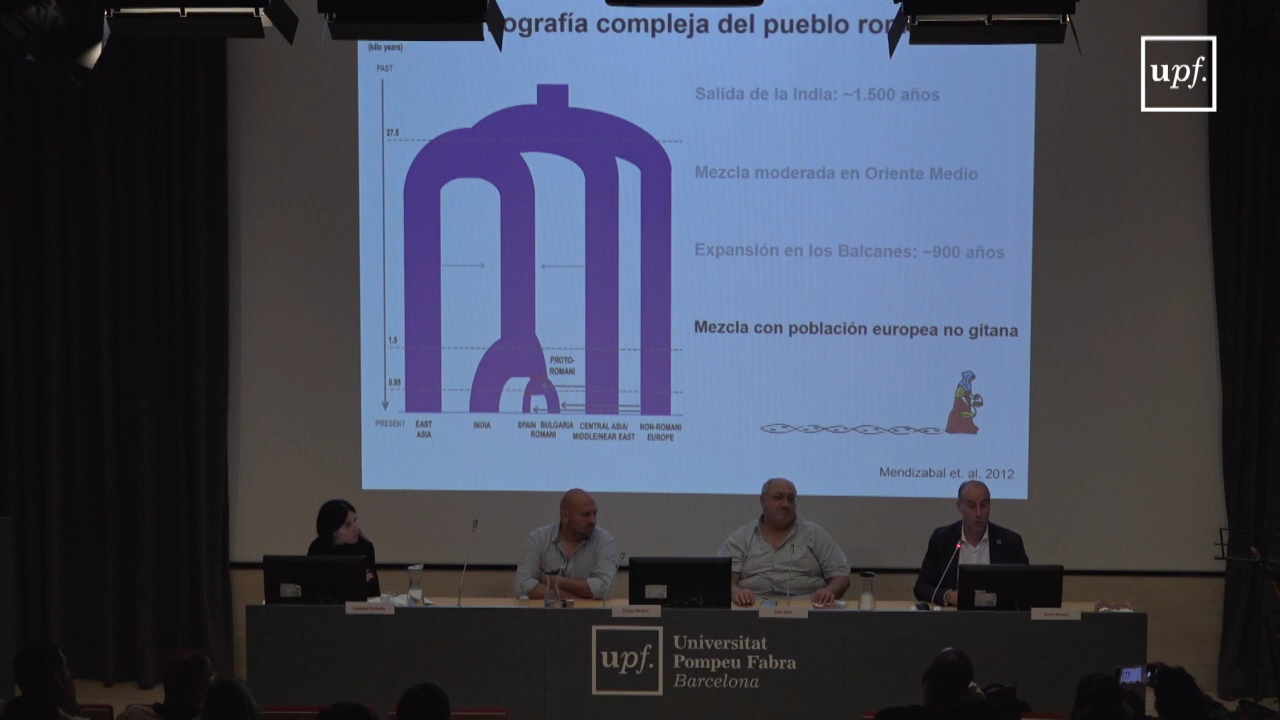 ografía compleja del pueblo rom
(kilo years)
PAST
27.5
1.5
0.95
PRESENT
PROTO-
ROMANI
EAST
ASIA
INDIA
SPAIN BULGARIA
ROMANI
CENTRAL ASIA/
MIDDLE/NEAR EAST
NON-ROMANI
EUROPE
Salida de la India: ~1.500 años
Mezcla moderada en Oriente Medio
Expansión en los Balcanes: ~900 años
Mezcla con población europea no gitana
Mendizabal et. al. 2012
upf.
upf.
Universitat
Pompeu Fabra
Barcelona